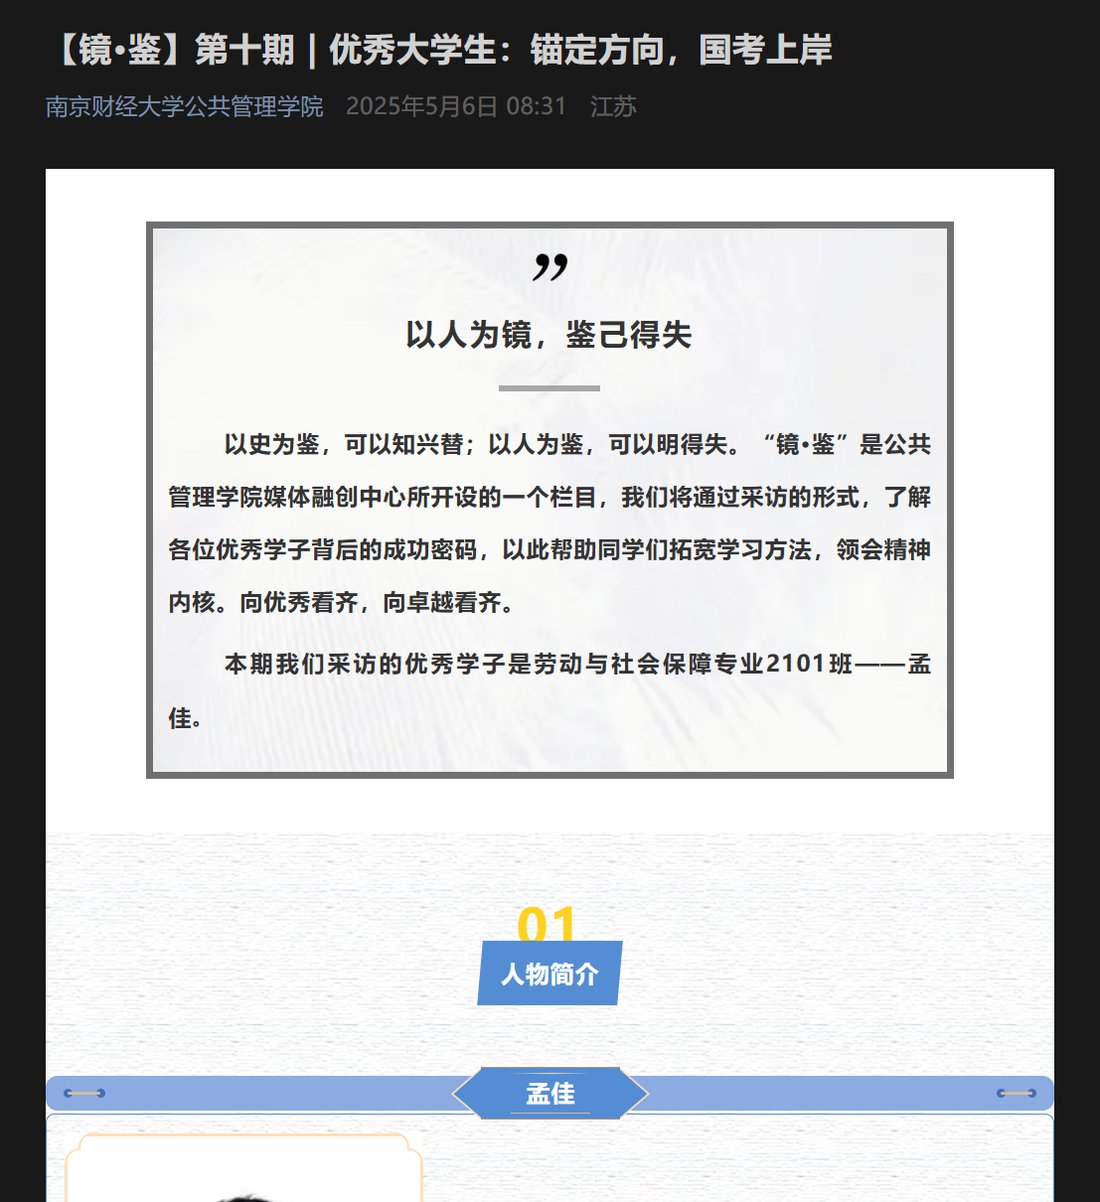 【镜·鉴】第十期 | 优秀大学生：锚定方向，国考上岸
南京财经大学公共管理学院 2025年5月6日 08:31 江苏
”
以人为镜，鉴己得失
以史为鉴，可以知兴替；以人为鉴，可以明得失。“镜·鉴”是公共
管理学院媒体融创中心所开设的一个栏目，我们将通过采访的形式，了解
各位优秀学子背后的成功密码，以此帮助同学们拓宽学习方法，领会精神
内核。向优秀看齐，向卓越看齐。
本期我们采访的优秀学子是劳动与社会保障专业2101班——孟
佳。
01
人物简介
孟佳